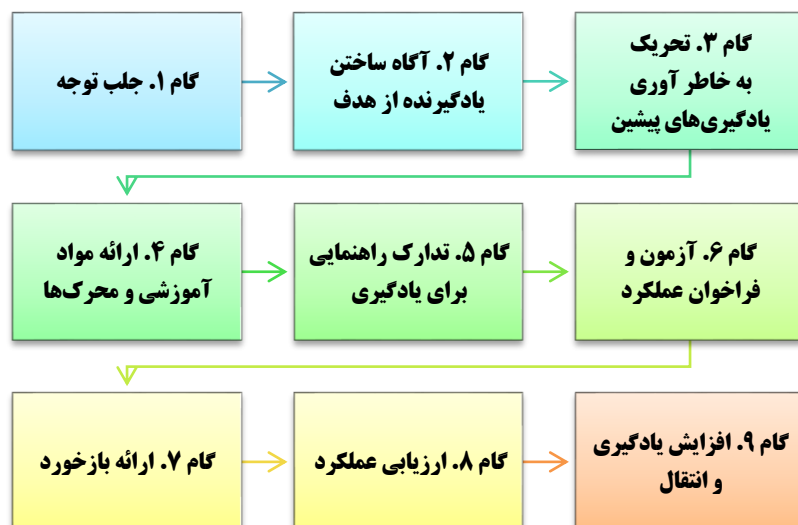 گام ۱. جلب توجه
گام ۲. آگاه ساختن
یادگیرنده از هدف
گام ۳. تحریک
به خاطر آوری
یادگیری‌های پیشین
گام ۴. ارائه مواد
آموزشی و محرک‌ها
گام ۵. تدارک راهنمایی
برای یادگیری
گام ۶. آزمون و
فراخوان عملکرد
گام ۷. ارائه بازخورد
گام ۸. ارزیابی عملکرد
گام ۹. افزایش یادگیری
و انتقال